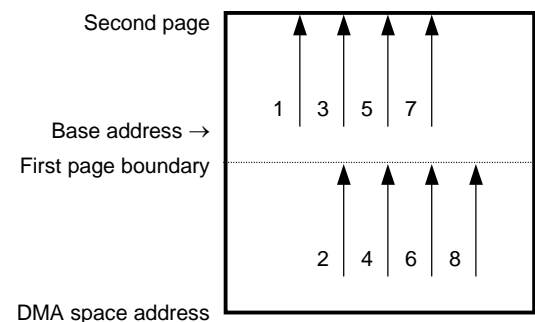 Second page
1 3 5 7
Base address →
First page boundary
2 4 6 8
DMA space address